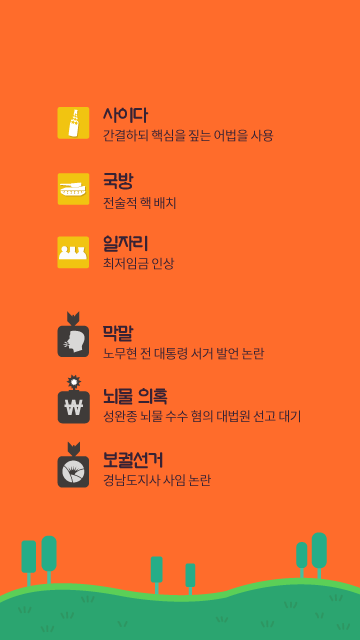 사이다
간결하되 핵심을 짚는 어법을 사용
국방
전술적 핵 배치
일자리
최저임금 인상
막말
노무현 전 대통령 서거 발언 논란
뇌물 의혹
₩
성완종 뇌물 수수 혐의 대법원 선고 대기
보궐선거
경남도지사 사임 논란